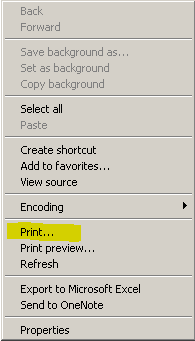 Back
Forward
Save background as...
Set as background
Copy background
Select all
Paste
Create shortcut
Add to favorites...
View source
Encoding
Print...
Print preview...
Refresh
Export to Microsoft Excel
Send to OneNote
Properties